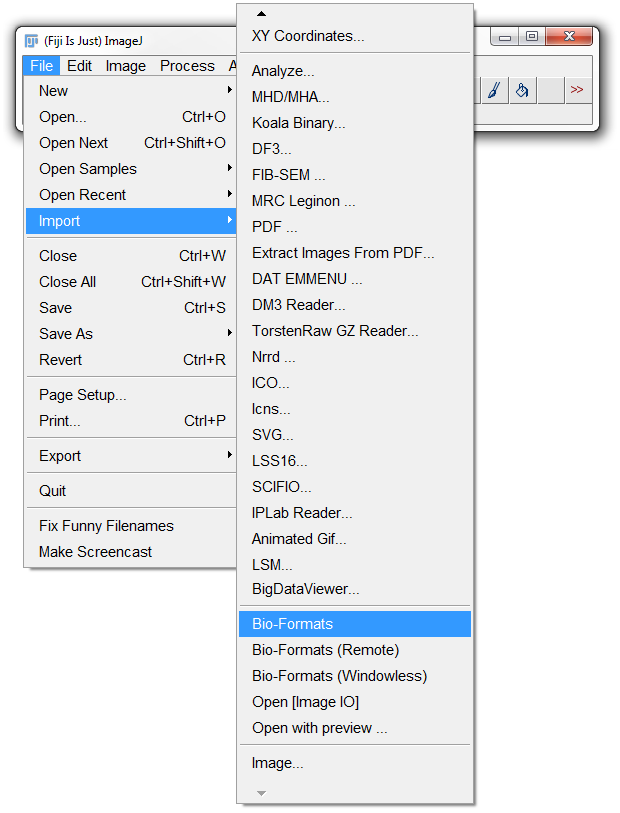 (Fiji Is Just) ImageJ
File Edit Image Process
>>
New
Open... Ctrl+O
Open Next Ctrl+Shift+O
Open Samples
Open Recent
Import
Close Ctrl+W
Close All Ctrl+Shift+W
Save Ctrl+S
Save As
Revert Ctrl+R
Page Setup...
Print... Ctrl+P
Export
Quit
Fix Funny Filenames
Make Screencast
XY Coordinates...
Analyze...
MHD/MHA...
Koala Binary...
DF3...
FIB-SEM ...
MRC Leginon ...
PDF ...
Extract Images From PDF...
DAT EMMENU ...
DM3 Reader...
TorstenRaw GZ Reader...
Nrrd ...
ICO...
Icns...
SVG...
LSS16...
SCIFIO...
IPLab Reader...
Animated Gif...
LSM...
BigDataViewer...
Bio-Formats
Bio-Formats (Remote)
Bio-Formats (Windowless)
Open [Image IO]
Open with preview ...
Image...